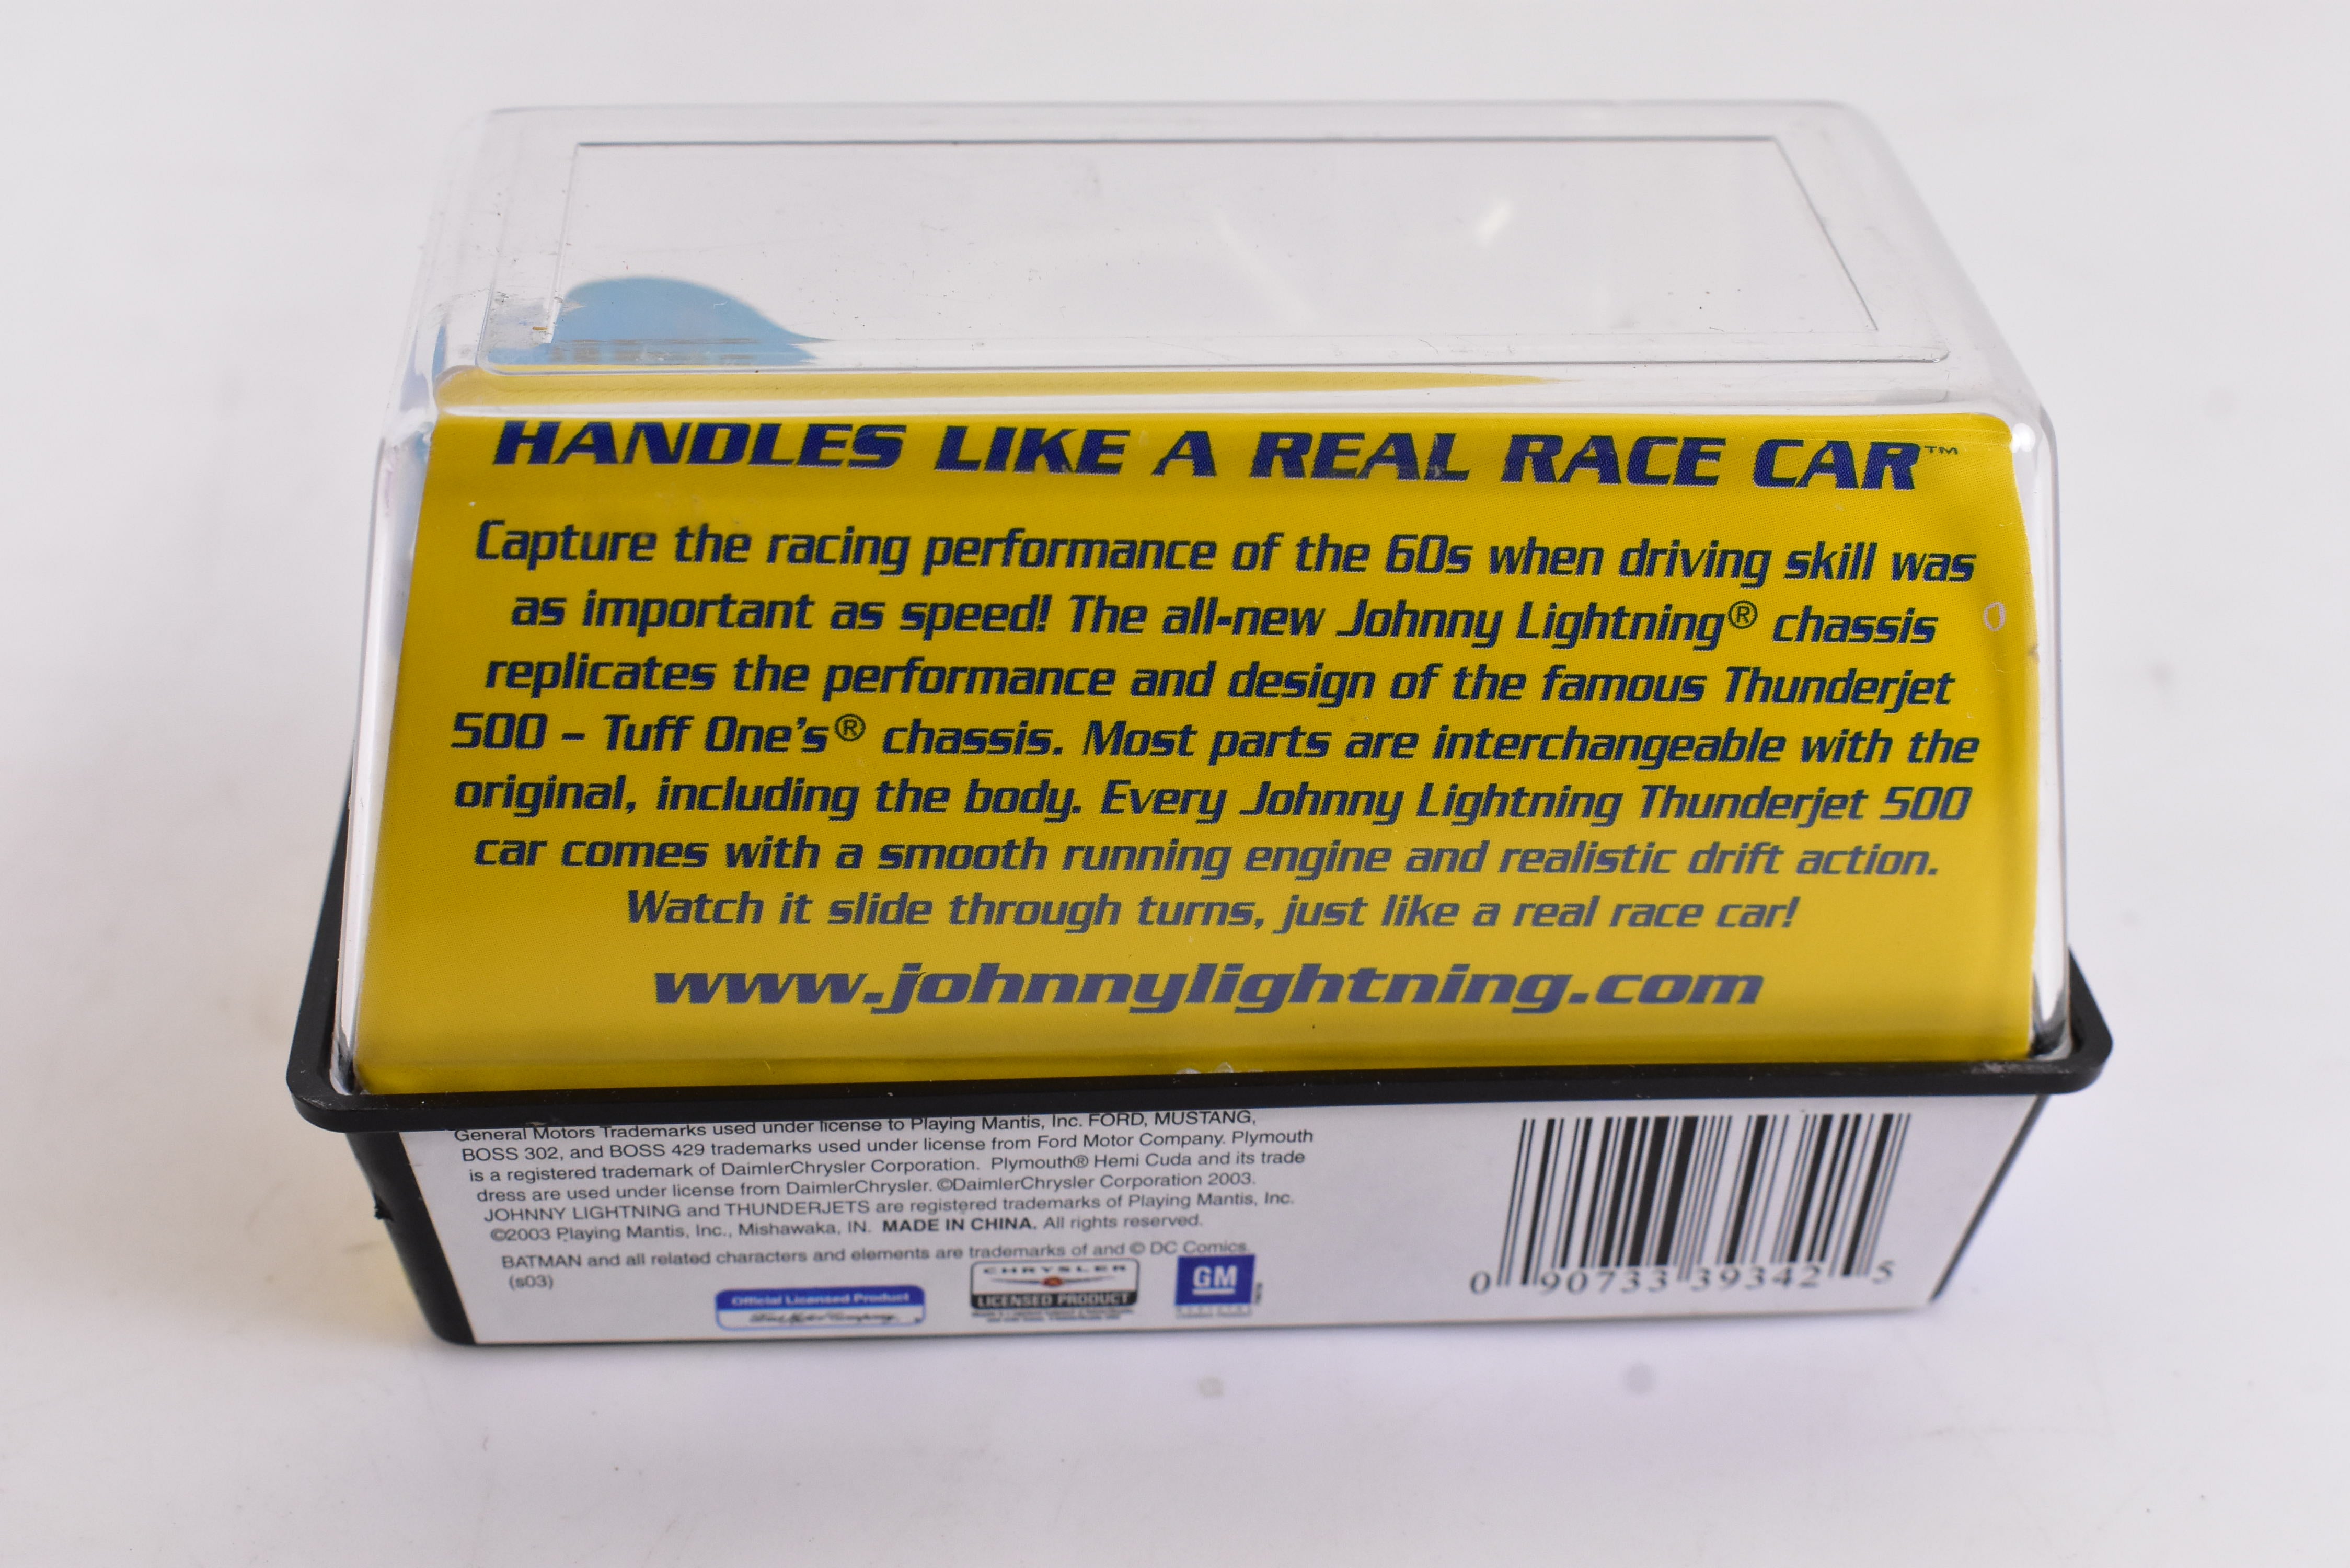 HANDLES LIKE A REAL RACE CAR™
Capture the racing performance of the 60s when driving skill was
as important as speed! The all-new Johnny Lightning® chassis
replicates the performance and design of the famous Thunderjet
500 – Tuff One's® chassis. Most parts are interchangeable with the
original, including the body. Every Johnny Lightning Thunderjet 500
car comes with a smooth running engine and realistic drift action.
Watch it slide through turns, just like a real race car!
www.johnnylightning.com
General Motors Trademarks used under license to Playing Mantis, Inc. FORD, MUSTANG,
BOSS 302, and BOSS 429 trademarks used under license from Ford Motor Company. Plymouth
is a registered trademark of DaimlerChrysler Corporation. Plymouth® Hemi Cuda and its trade
dress are used under license from DaimlerChrysler. ©DaimlerChrysler Corporation 2003.
JOHNNY LIGHTNING and THUNDERJETS are registered trademarks of Playing Mantis, Inc.
©2003 Playing Mantis, Inc., Mishawaka, IN. MADE IN CHINA. All rights reserved.
BATMAN and all related characters and elements are trademarks of and © DC Comics.
(s03)
Official Licensed Product
Ford Motor Company
CHRYSLER
LICENSED PRODUCT
GM
0 90733 39342 5